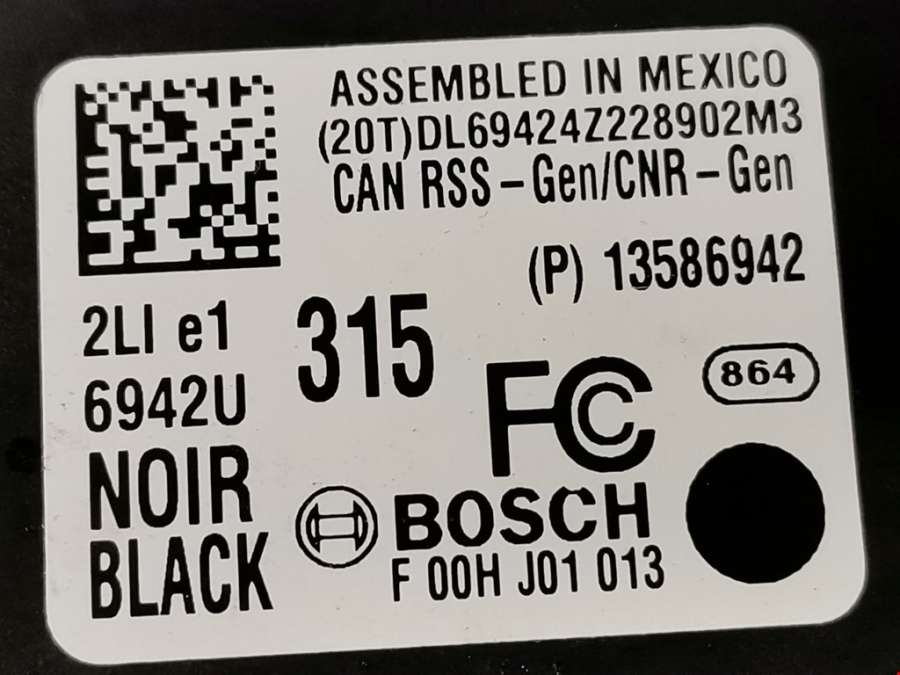 ASSEMBLED IN MEXICO
(20T)DL69424Z228902M3
CAN RSS-Gen/CNR-Gen
(P) 13586942
2LI e1
315
6942U
FC
864
NOIR
BLACK
BOSCH
F 00H J01 013